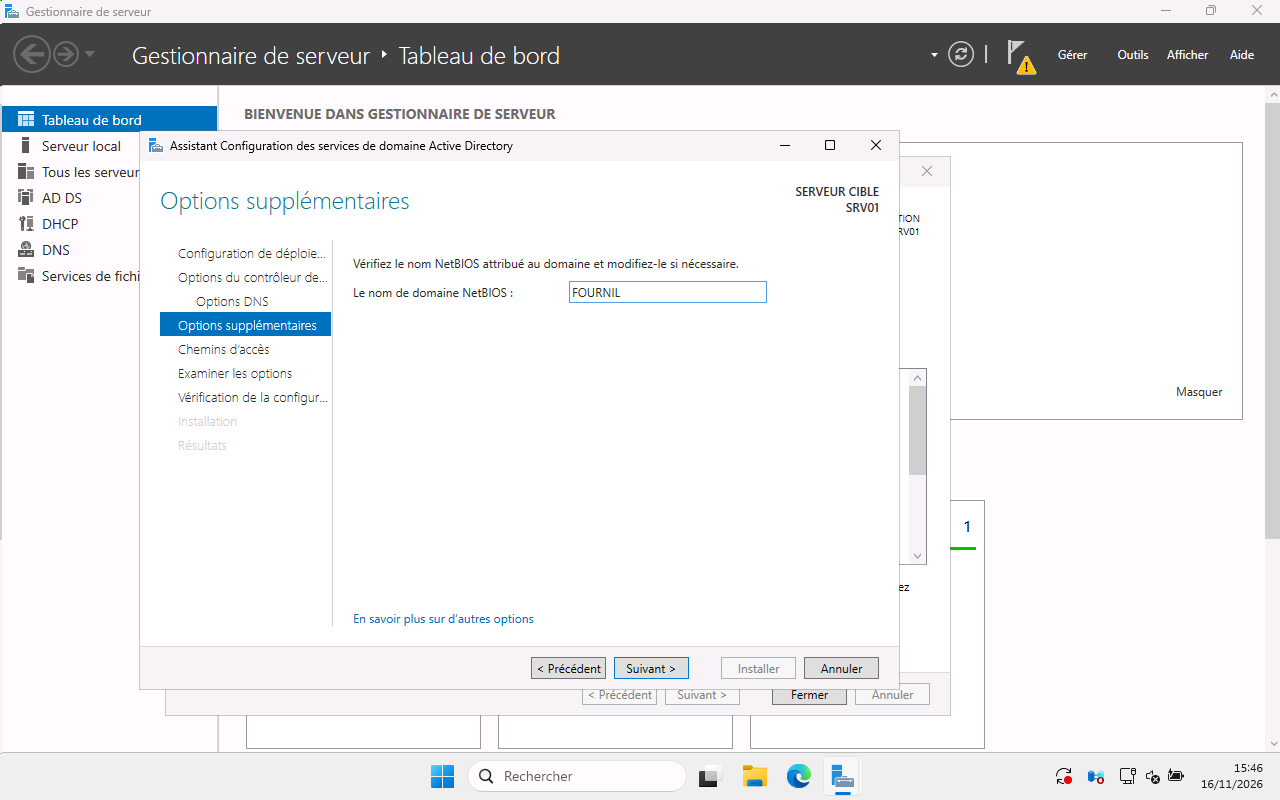 Gestionnaire de serveur
Gestionnaire de serveur ‣ Tableau de bord
Gérer
Outils
Afficher
Aide
Tableau de bord
Serveur local
Tous les serveur
AD DS
DHCP
DNS
Services de fichi
BIENVENUE DANS GESTIONNAIRE DE SERVEUR
Assistant Configuration des services de domaine Active Directory
Options supplémentaires
SERVEUR CIBLE
SRV01
Configuration de déploie...
Options du contrôleur de...
Options DNS
Options supplémentaires
Chemins d'accès
Examiner les options
Vérification de la configur...
Installation
Résultats
Vérifiez le nom NetBIOS attribué au domaine et modifiez-le si nécessaire.
Le nom de domaine NetBIOS :
FOURNIL
En savoir plus sur d'autres options
< Précédent
Suivant >
Installer
Annuler
TION
RV01
ez
< Précédent
Suivant >
Fermer
Annuler
Masquer
1
Rechercher
15:46
16/11/2026